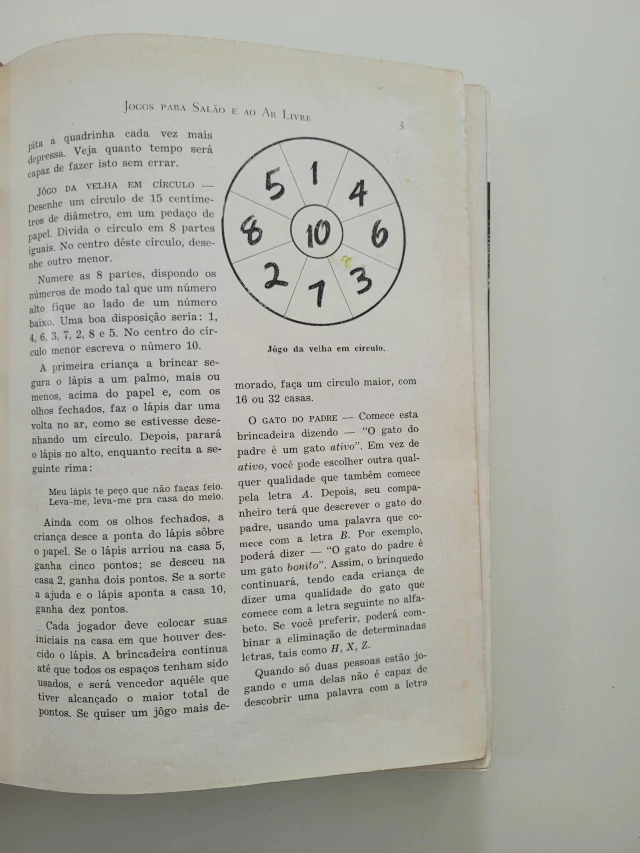 Jogos para Salão e ao Ar Livre
3
pita a quadrinha cada vez mais
depressa. Veja quanto tempo será
capaz de fazer isto sem errar.
JÔGO DA VELHA EM CÍRCULO —
Desenhe um círculo de 15 centíme-
tros de diâmetro, em um pedaço de
papel. Divida o círculo em 8 partes
iguais. No centro dêste círculo, dese-
nhe outro menor.
Numere as 8 partes, dispondo os
números de modo tal que um número
alto fique ao lado de um número
baixo. Uma boa disposição seria: 1,
4, 6, 3, 7, 2, 8 e 5. No centro do cír-
culo menor escreva o número 10.
A primeira criança a brincar se-
gura o lápis a um palmo, mais ou
menos, acima do papel e, com os
olhos fechados, faz o lápis dar uma
volta no ar, como se estivesse dese-
nhando um círculo. Depois, parará
o lápis no alto, enquanto recita a se-
guinte rima:
Meu lápis te peço que não faças feio.
Leva-me, leva-me pra casa do meio.
Ainda com os olhos fechados, a
criança desce a ponta do lápis sôbre
o papel. Se o lápis arriou na casa 5,
ganha cinco pontos; se desceu na
casa 2, ganha dois pontos. Se a sorte
a ajuda e o lápis aponta a casa 10,
ganha dez pontos.
Cada jogador deve colocar suas
iniciais na casa em que houver des-
cido o lápis. A brincadeira continua
até que todos os espaços tenham sido
usados, e será vencedor aquêle que
tiver alcançado o maior total de
pontos. Se quiser um jôgo mais de-
1
4
6
3
7
2
8
5
10
Jôgo da velha em círculo.
morado, faça um círculo maior, com
16 ou 32 casas.
O GATO DO PADRE — Comece esta
brincadeira dizendo — "O gato do
padre é um gato ativo". Em vez de
ativo, você pode escolher outra qual-
quer qualidade que também comece
pela letra A. Depois, seu compa-
nheiro terá que descrever o gato do
padre, usando uma palavra que co-
mece com a letra B. Por exemplo,
poderá dizer — "O gato do padre é
um gato bonito". Assim, o brinquedo
continuará, tendo cada criança de
dizer uma qualidade do gato que
comece com a letra seguinte no alfa-
beto. Se você preferir, poderá com-
binar a eliminação de determinadas
letras, tais como H, X, Z.
Quando só duas pessoas estão jo-
gando e uma delas não é capaz de
descobrir uma palavra com a letra